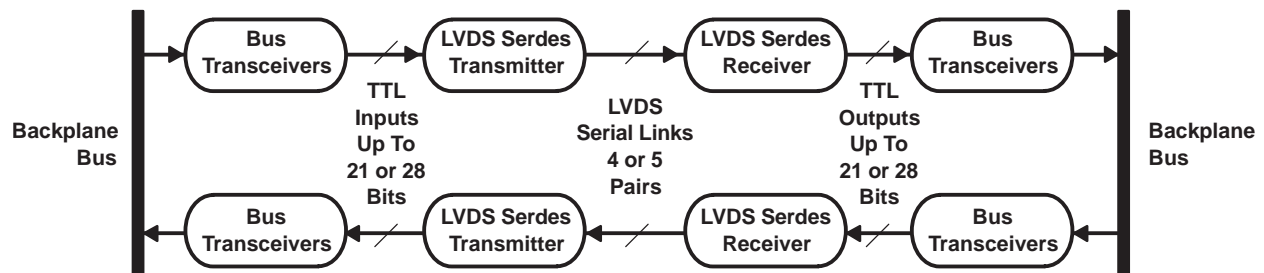 Bus
Transceivers
LVDS Serdes
Transmitter
LVDS Serdes
Receiver
Bus
Transceivers
Backplane
Bus
TTL
Inputs
Up To
21 or 28
Bits
LVDS
Serial Links
4 or 5
Pairs
TTL
Outputs
Up To
21 or 28
Bits
Backplane
Bus
Bus
Transceivers
LVDS Serdes
Transmitter
LVDS Serdes
Receiver
Bus
Transceivers